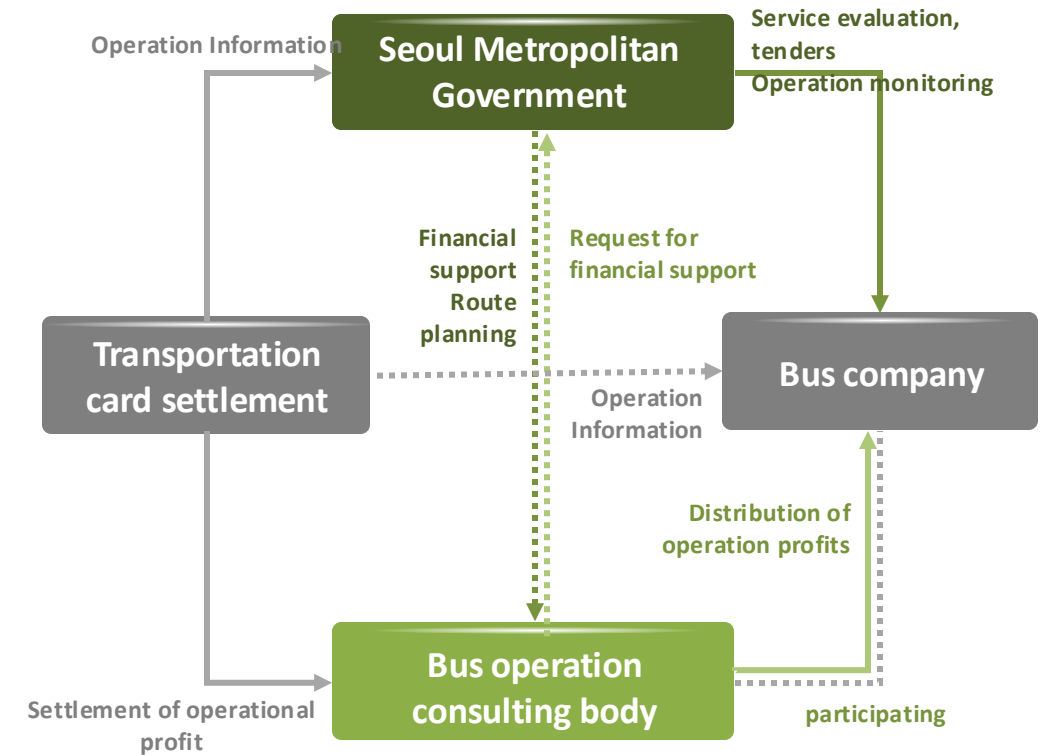 Operation Information
Seoul Metropolitan
Government
Service evaluation,
tenders
Operation monitoring
Financial
support
Route
planning
Request for
financial support
Transportation
card settlement
Operation
Information
Bus company
Distribution of
operation profits
Bus operation
consulting body
Settlement of operational
profit
participating